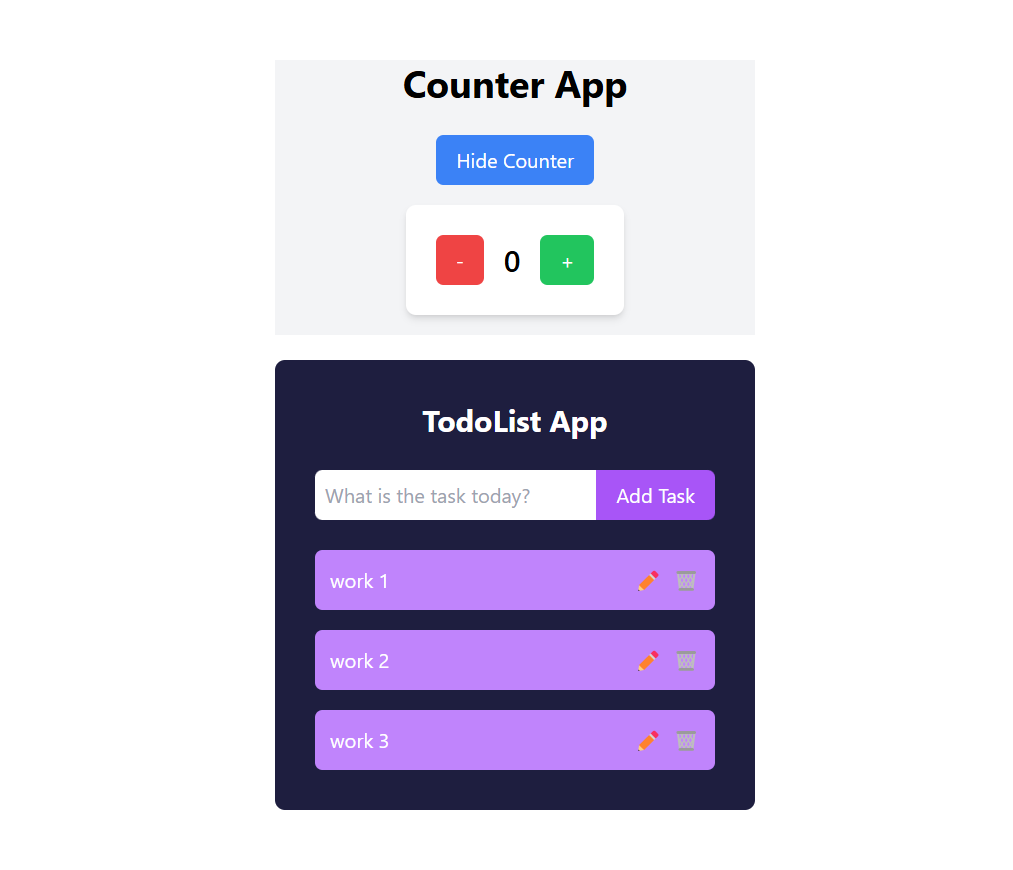 Counter App
Hide Counter
- 0 +
TodoList App
What is the task today? Add Task
work 1
work 2
work 3